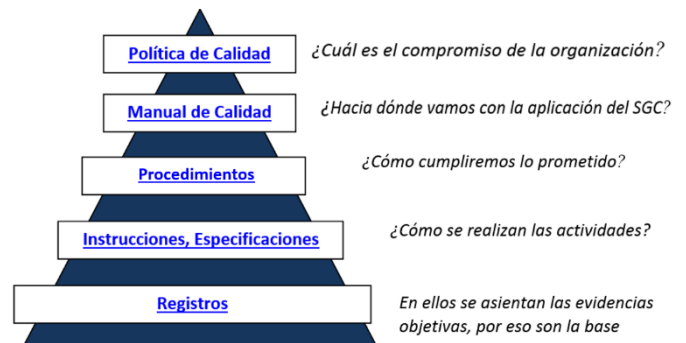 Política de Calidad
¿Cuál es el compromiso de la organización?
Manual de Calidad
¿Hacia dónde vamos con la aplicación del SGC?
Procedimientos
¿Cómo cumpliremos lo prometido?
Instrucciones, Especificaciones
¿Cómo se realizan las actividades?
Registros
En ellos se asientan las evidencias
objetivas, por eso son la base